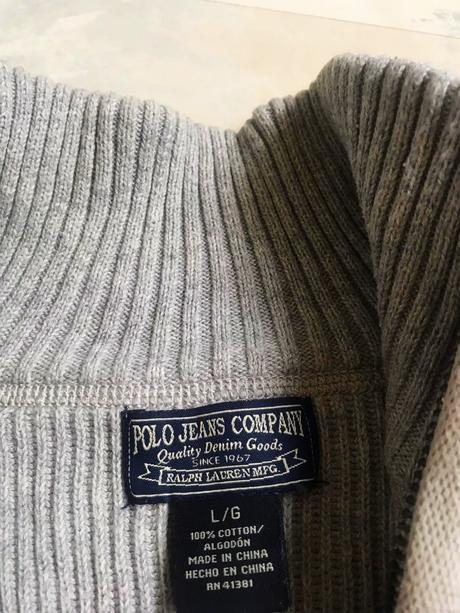 POLO JEANS COMPANY
Quality Denim Goods
SINCE 1967
RALPH LAUREN MFG.
L/G
100% COTTON/
ALGODÓN
MADE IN CHINA
HECHO EN CHINA
RN 41381